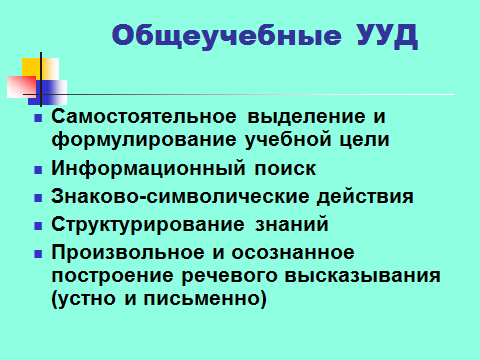 Общеучебные УУД
Самостоятельное выделение и
формулирование учебной цели
Информационный поиск
Знаково-символические действия
Структурирование знаний
Произвольное и осознанное
построение речевого высказывания
(устно и письменно)